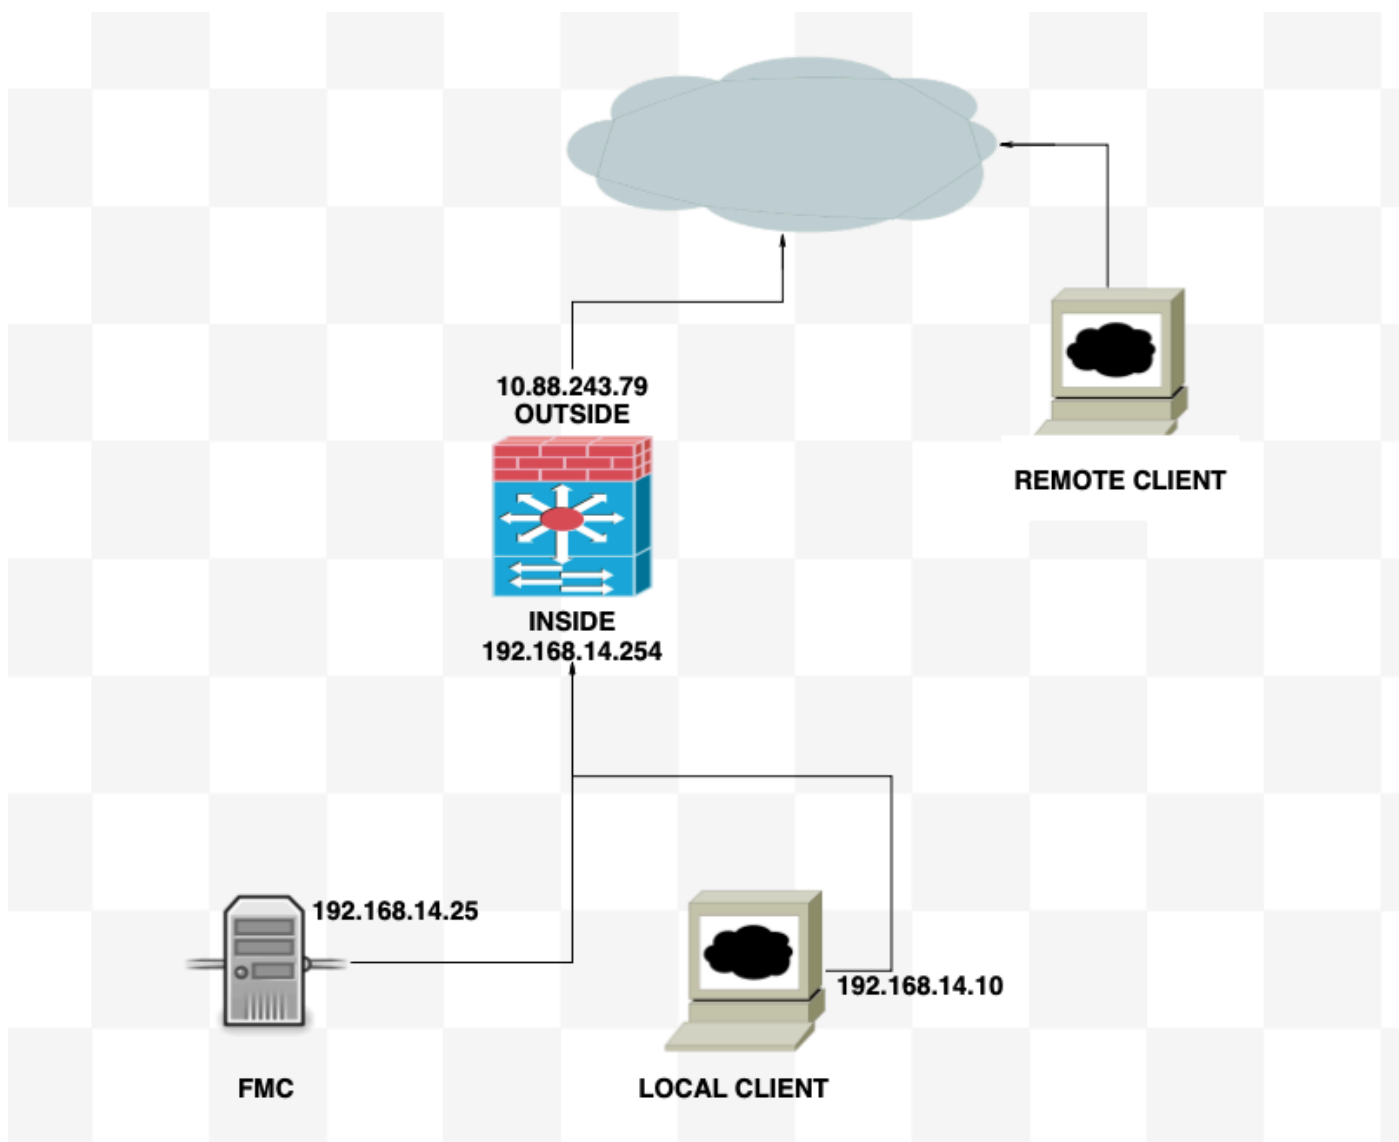 10.88.243.79
OUTSIDE
REMOTE CLIENT
INSIDE
192.168.14.254
192.168.14.25
192.168.14.10
FMC
LOCAL CLIENT